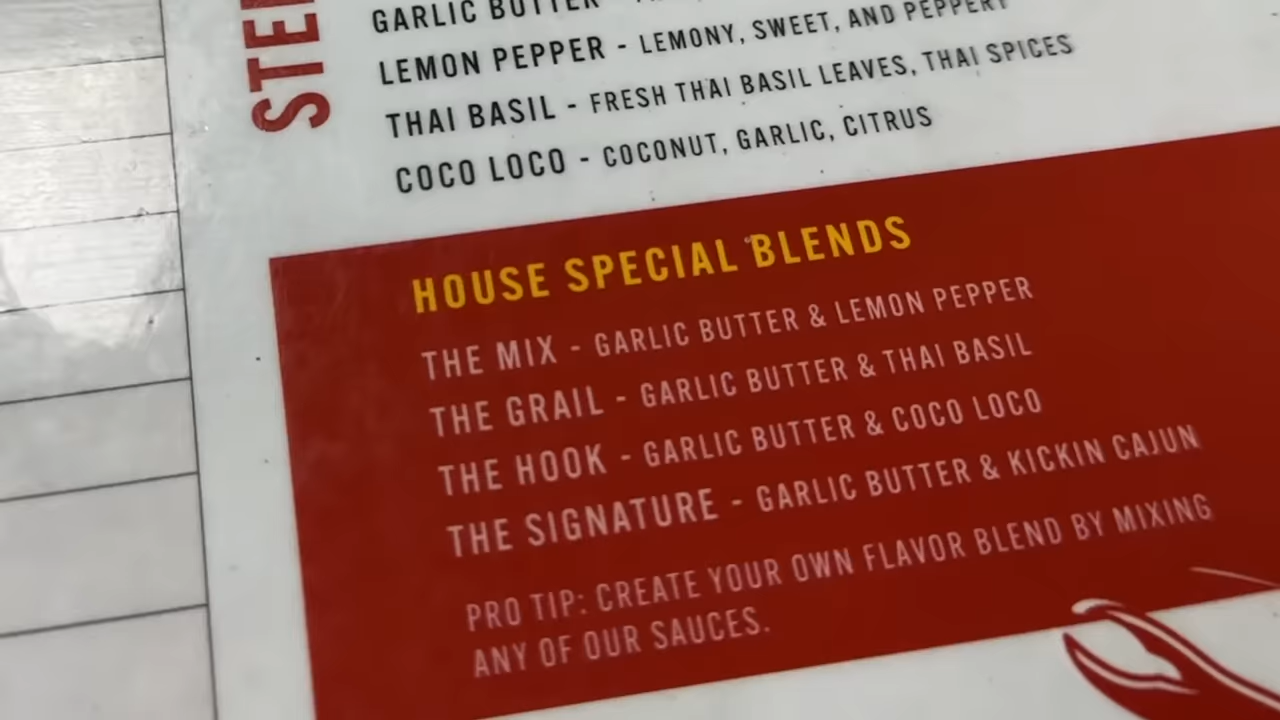 GARLIC BUTTER -
LEMON PEPPER - LEMONY, SWEET, AND PEPPERY
THAI BASIL - FRESH THAI BASIL LEAVES, THAI SPICES
COCO LOCO - COCONUT, GARLIC, CITRUS
HOUSE SPECIAL BLENDS
THE MIX - GARLIC BUTTER & LEMON PEPPER
THE GRAIL - GARLIC BUTTER & THAI BASIL
THE HOOK - GARLIC BUTTER & COCO LOCO
THE SIGNATURE - GARLIC BUTTER & KICKIN CAJUN
PRO TIP: CREATE YOUR OWN FLAVOR BLEND BY MIXING
ANY OF OUR SAUCES.